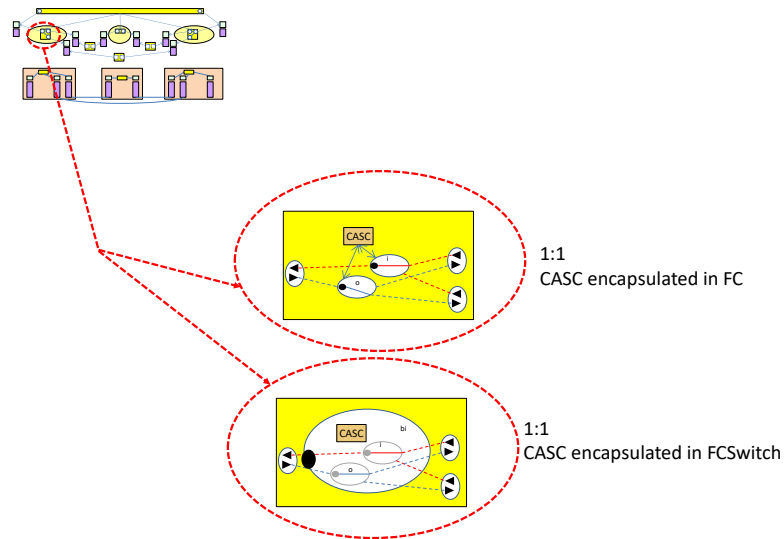 CASC
i
o
1:1
CASC encapsulated in FC
bi
CASC
i
o
1:1
CASC encapsulated in FCSwitch